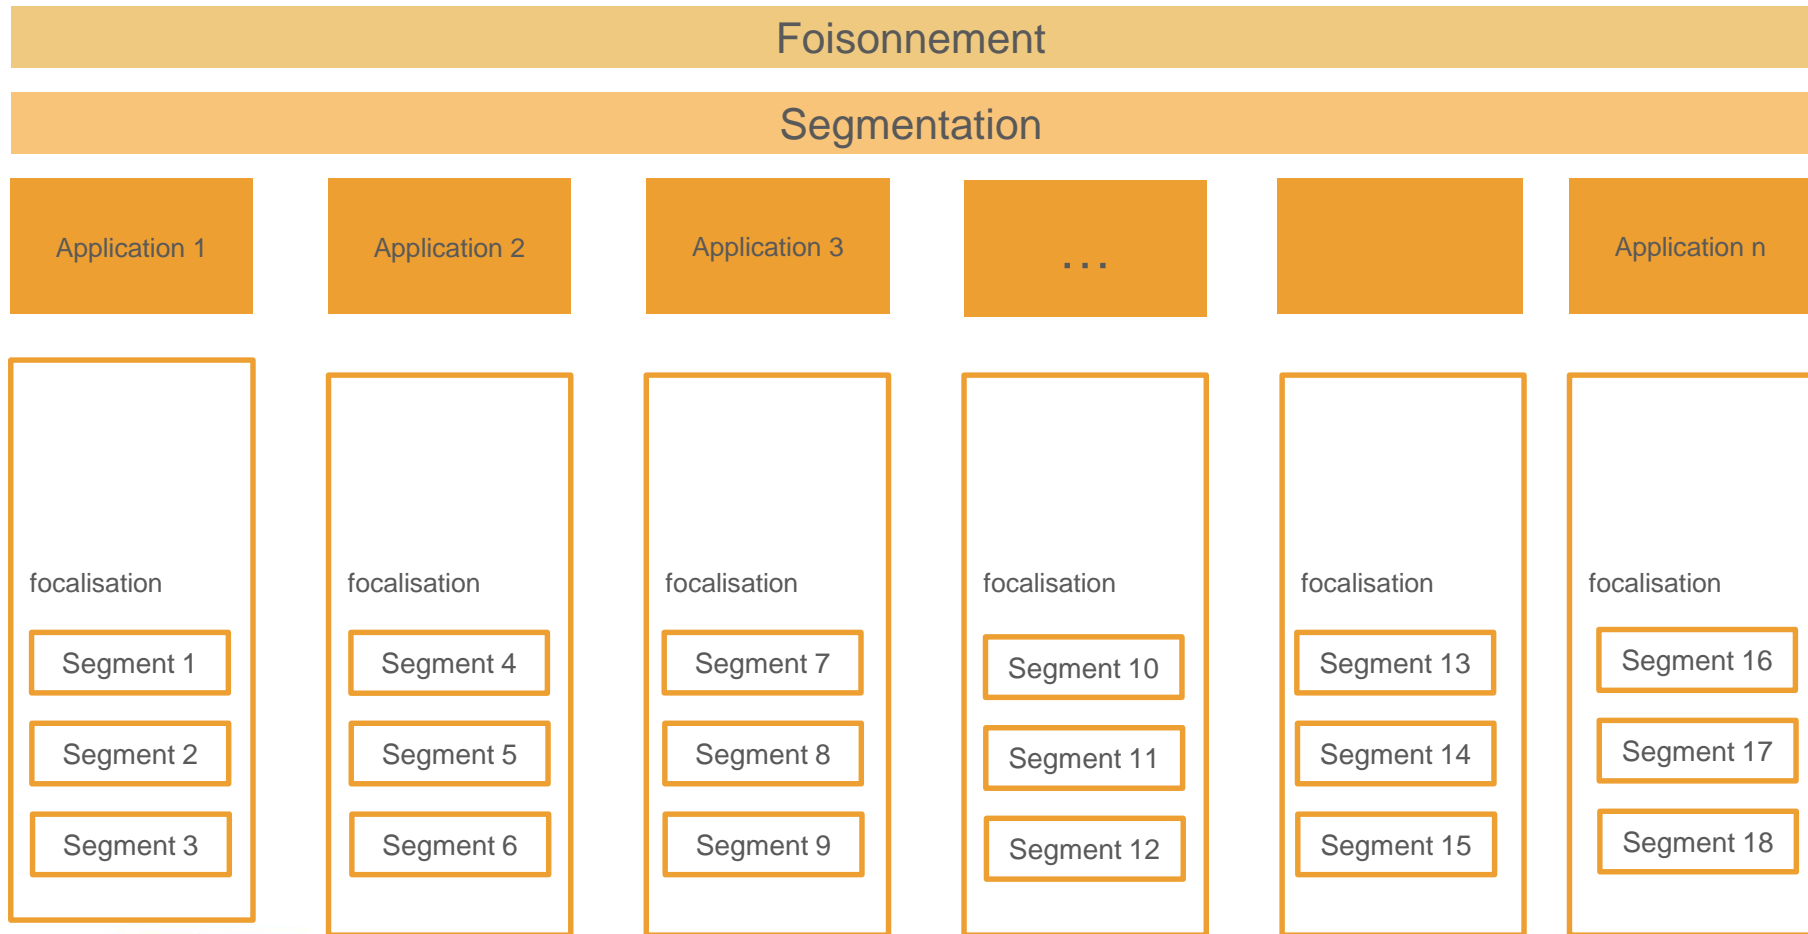 Foisonnement
Segmentation
Application 1
Application 2
Application 3
...
Application n
focalisation
Segment 1
Segment 2
Segment 3
focalisation
Segment 4
Segment 5
Segment 6
focalisation
Segment 7
Segment 8
Segment 9
focalisation
Segment 10
Segment 11
Segment 12
focalisation
Segment 13
Segment 14
Segment 15
focalisation
Segment 16
Segment 17
Segment 18